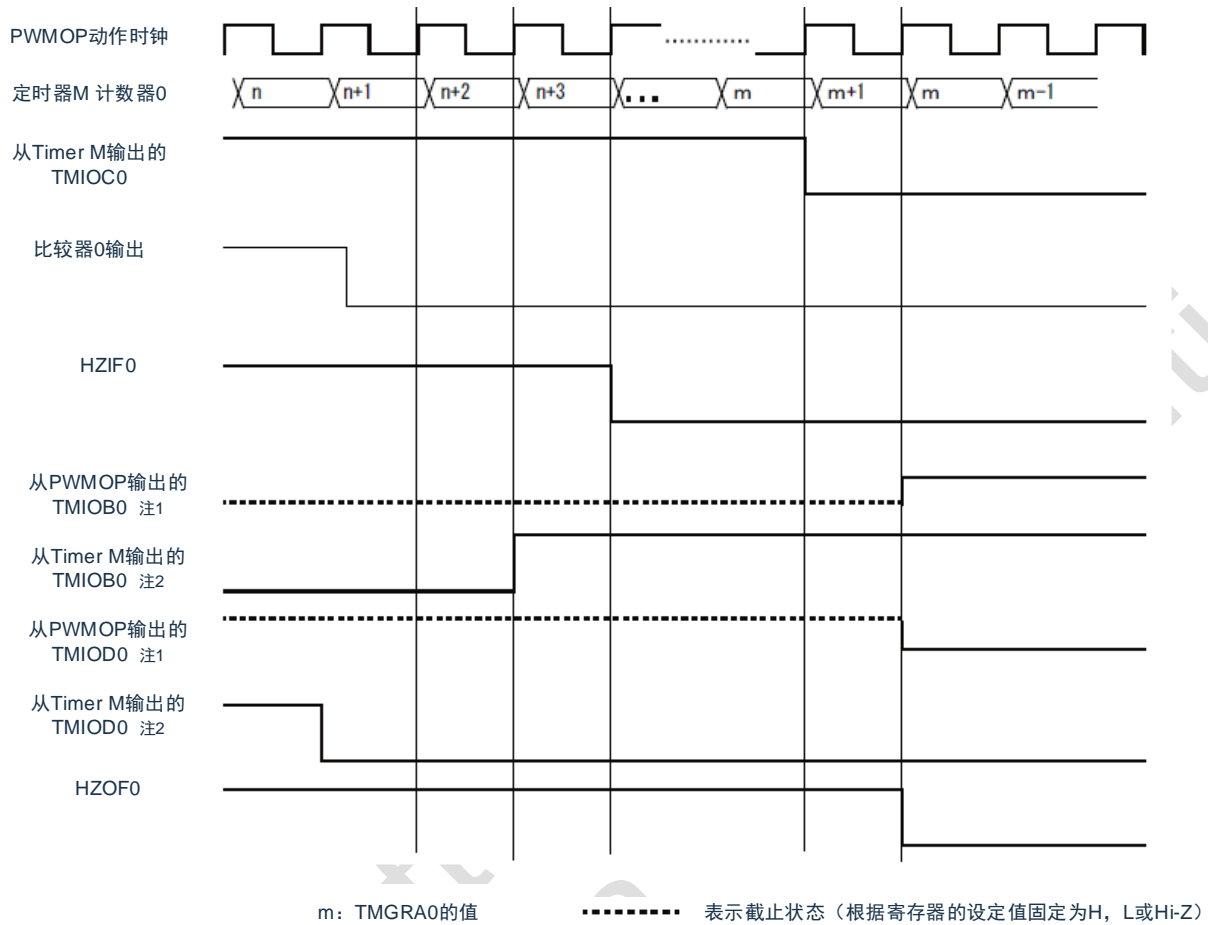 PWMOP动作时钟
定时器M 计数器0
n
n+1
n+2
n+3
...
m
m+1
m
m-1
从Timer M输出的
TMIOC0
比较器0输出
HZIF0
从PWMOP输出的
TMIOB0 注1
从Timer M输出的
TMIOB0 注2
从PWMOP输出的
TMIOD0 注1
从Timer M输出的
TMIOD0 注2
HZOF0
m：TMGRA0的值
表示截止状态（根据寄存器的设定值固定为H，L或Hi-Z）